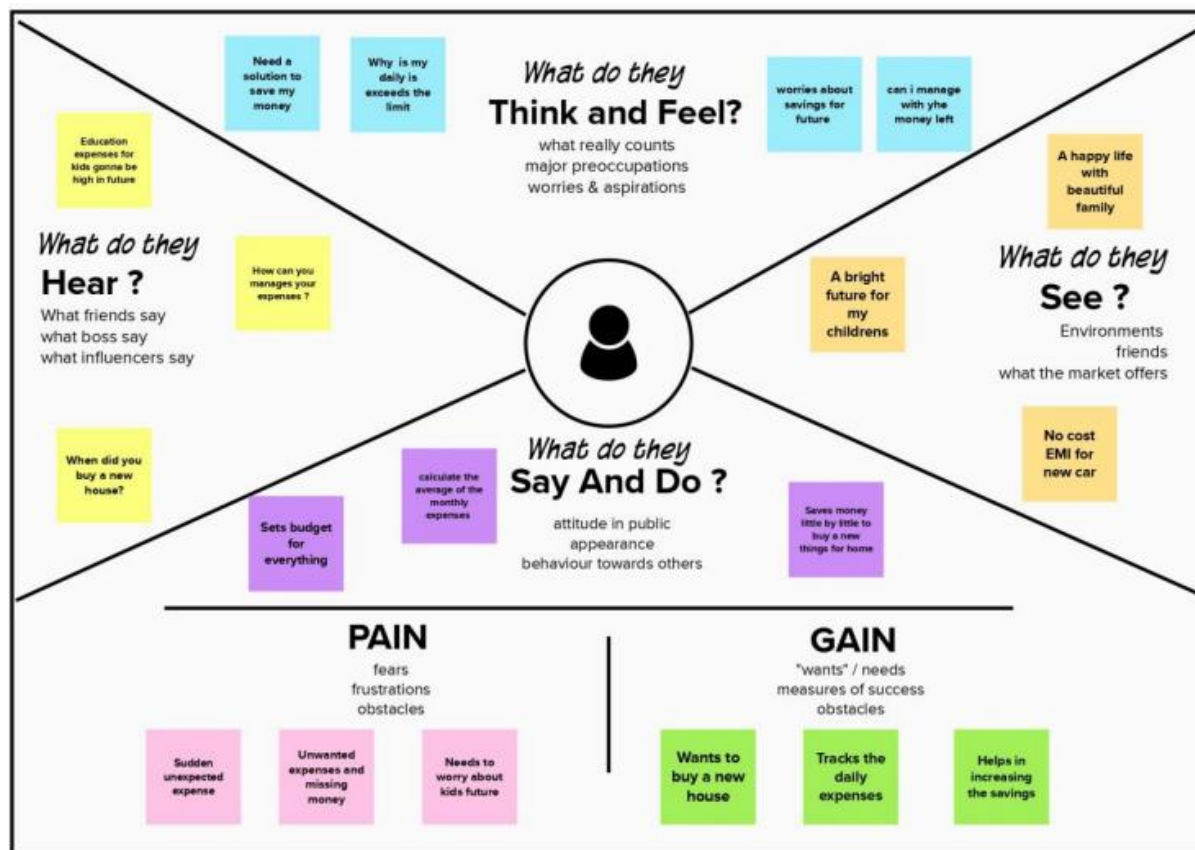 Need a
solution to
save my
money
Why is my
daily is
exceeds the
limit
What do they
Think and Feel?
what really counts
major preoccupations
worries & aspirations
worries about
savings for
future
can i manage
with yhe
money left
Education
expenses for
kids gonna be
high in future
What do they
Hear ?
What friends say
what boss say
what influencers say
How can you
manages your
expenses ?
When did you
buy a new
house?
A happy life
with
beautiful
family
A bright
future for
my
childrens
What do they
See ?
Environments
friends
what the market offers
No cost
EMI for
new car
What do they
Say And Do ?
attitude in public
appearance
behaviour towards others
Sets budget
for
everything
calculate the
average of the
monthly
expenses
Saves money
little by little to
buy a new
things for home
PAIN
fears
frustrations
obstacles
Sudden
unexpected
expense
Unwanted
expenses and
missing
money
Needs to
worry about
kids future
GAIN
"wants" / needs
measures of success
obstacles
Wants to
buy a new
house
Tracks the
daily
expenses
Helps in
increasing
the savings